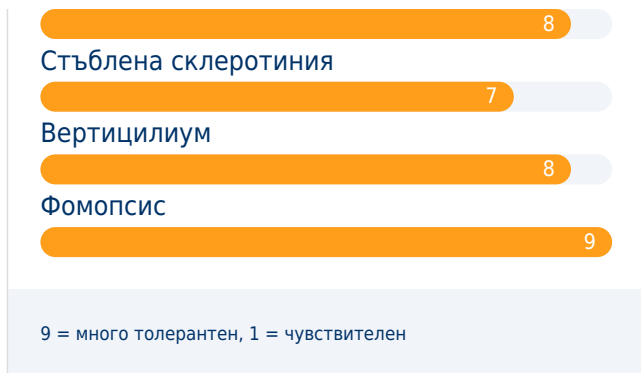 8
Стъблена склеротиния
7
Вертицилиум
8
Фомопсис
9
9 = много толерантен, 1 = чувствителен